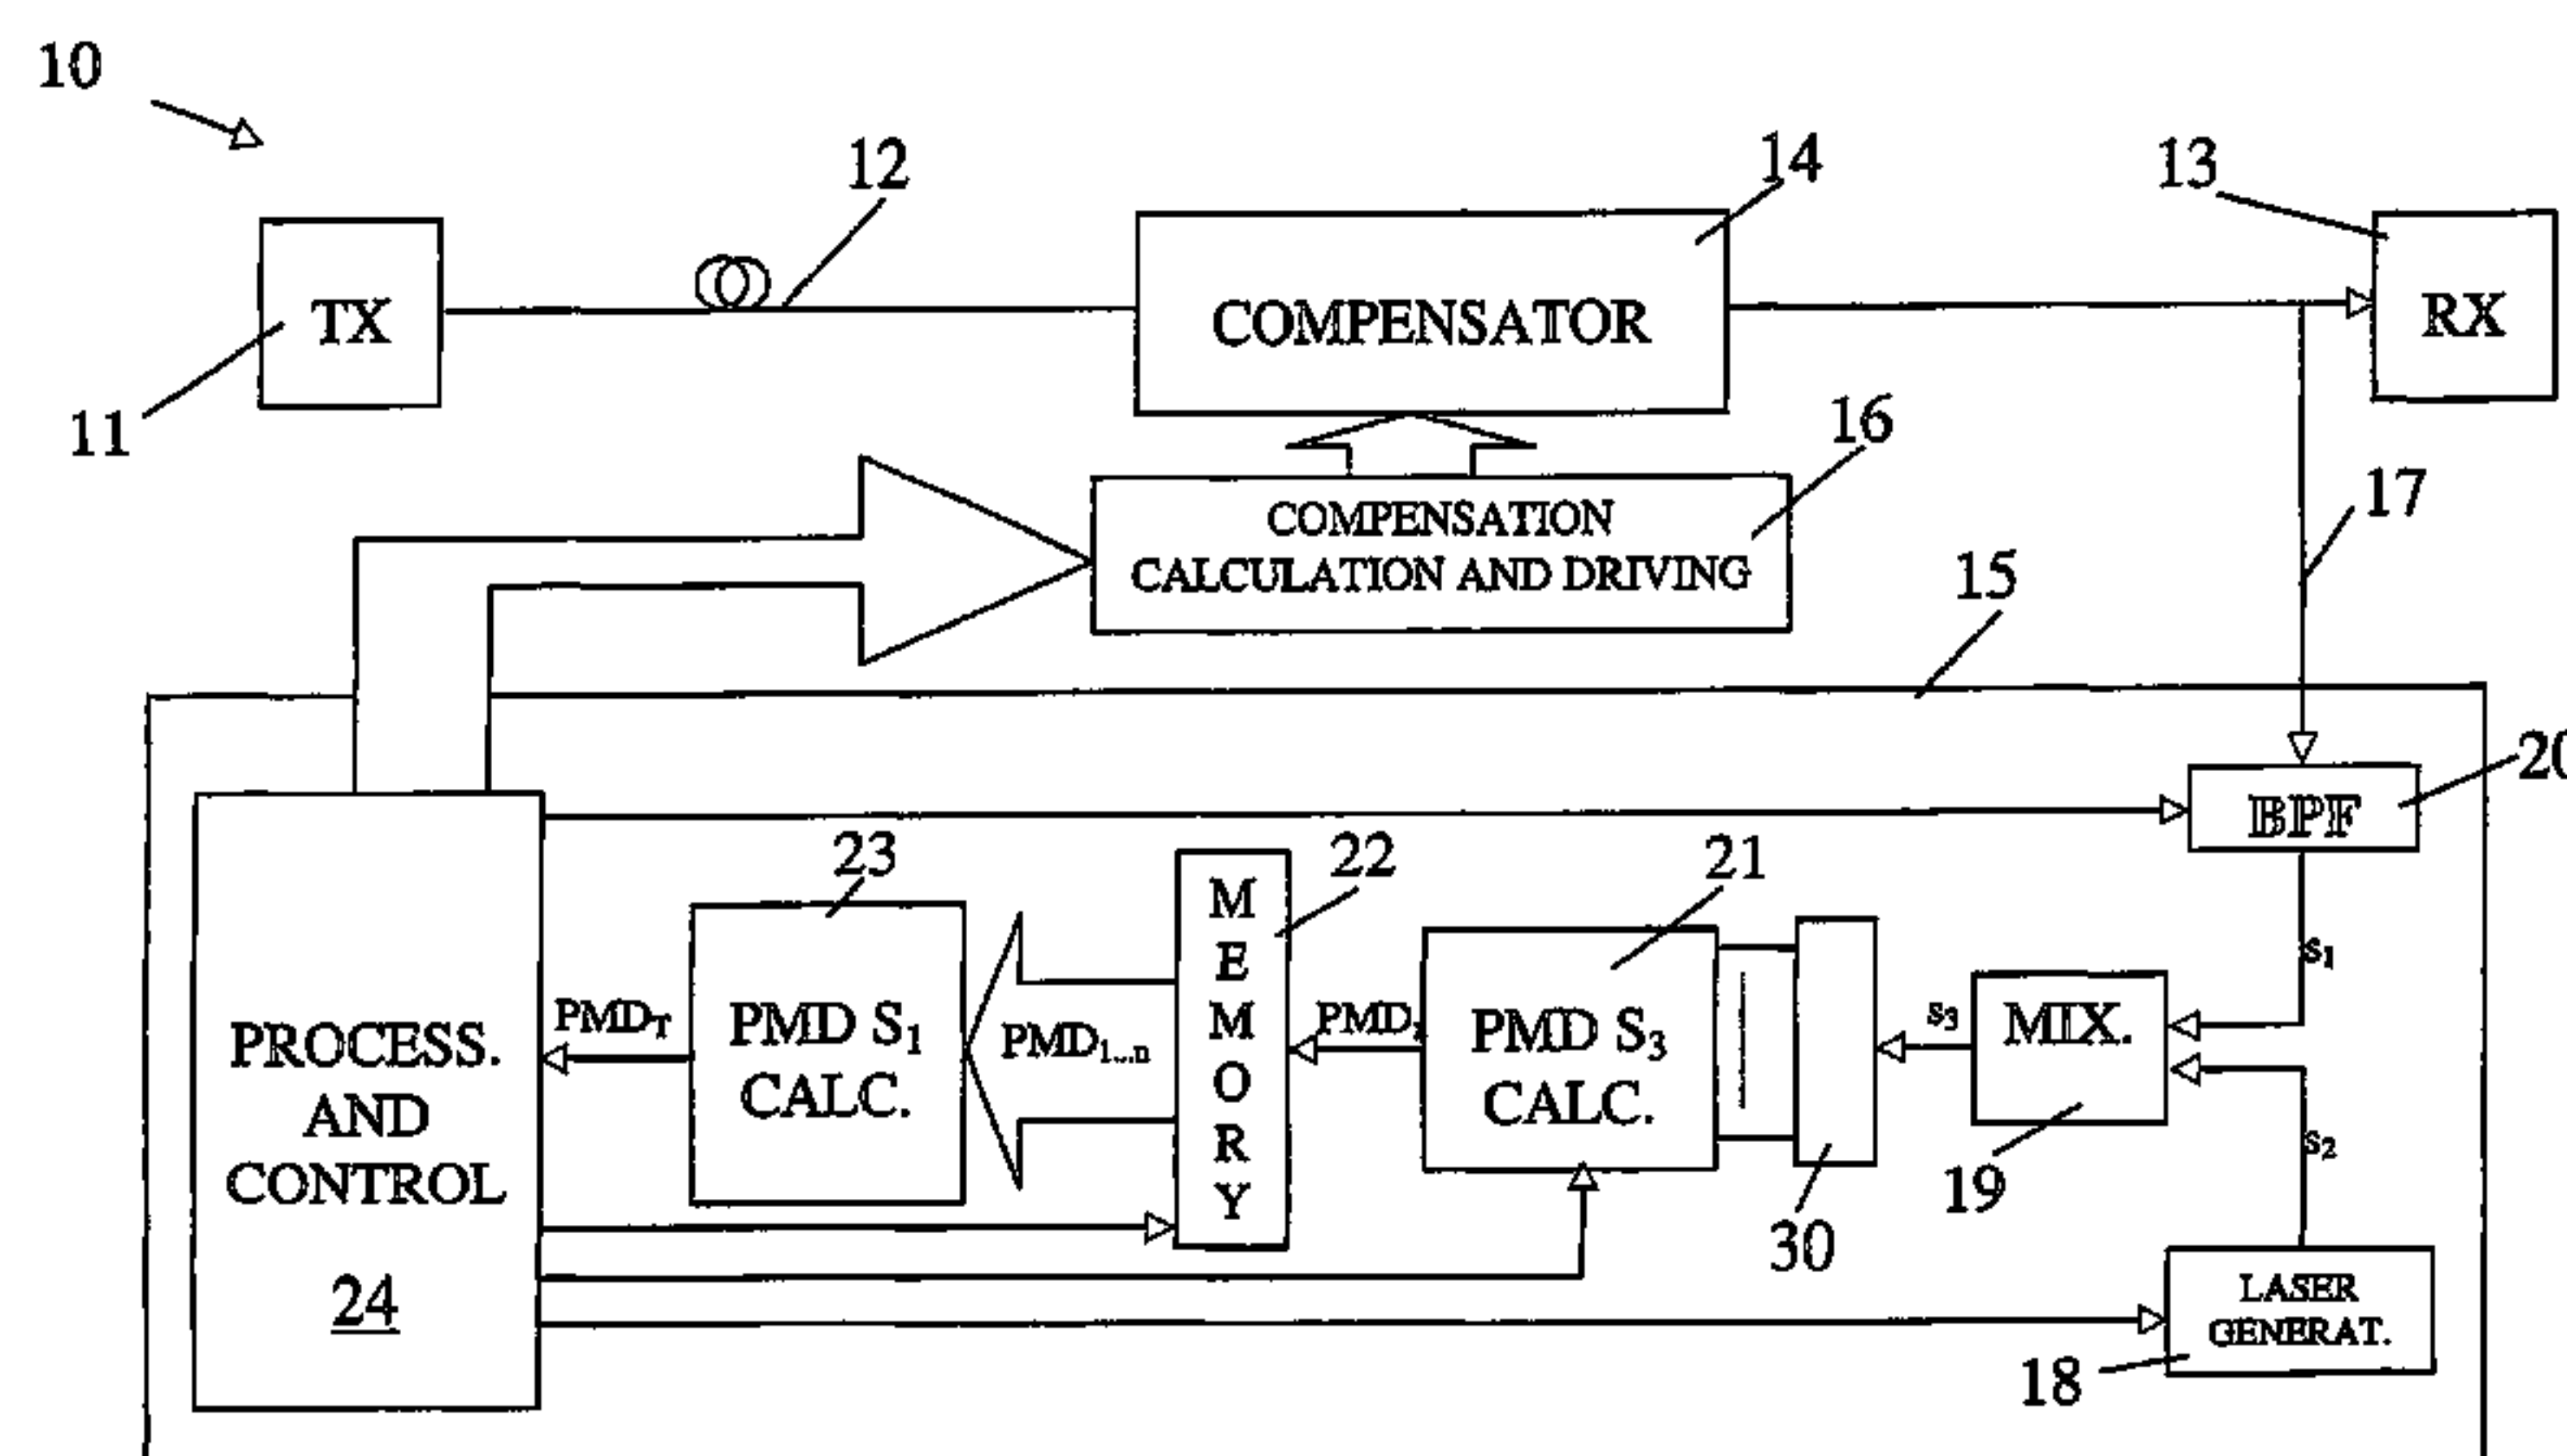 10
12
14
13
TX
COMPENSATOR
RX
11
16
COMPENSATION
CALCULATION AND DRIVING
17
15
20
BPF
23
22
21
S1
PROCESS.
AND
CONTROL
24
PMDT
PMD S1
CALC.
PMD1...n
MEMORY
PMD
PMD S3
CALC.
30
S3
MIX.
19
S2
LASER
GENERAT.
18